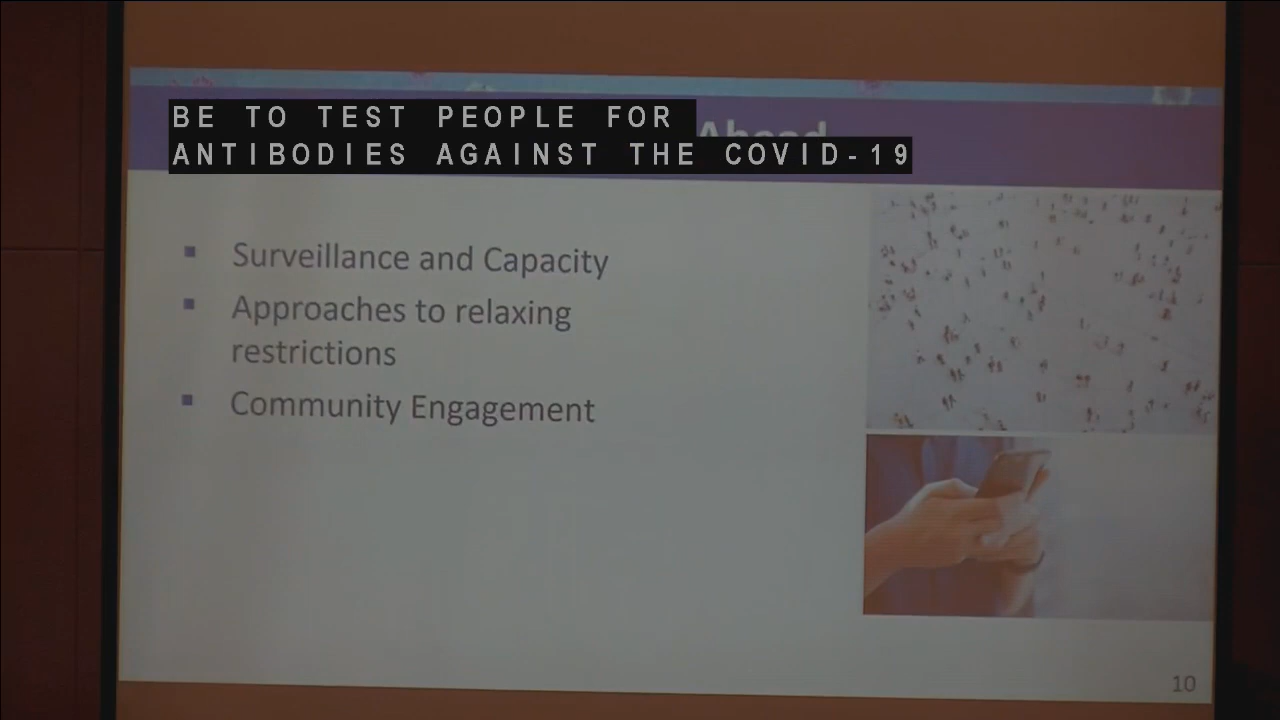 BE TO TEST PEOPLE FOR
Ahead
ANTIBODIES AGAINST THE COVID-19
Surveillance and Capacity
Approaches to relaxing
restrictions
Community Engagement
10